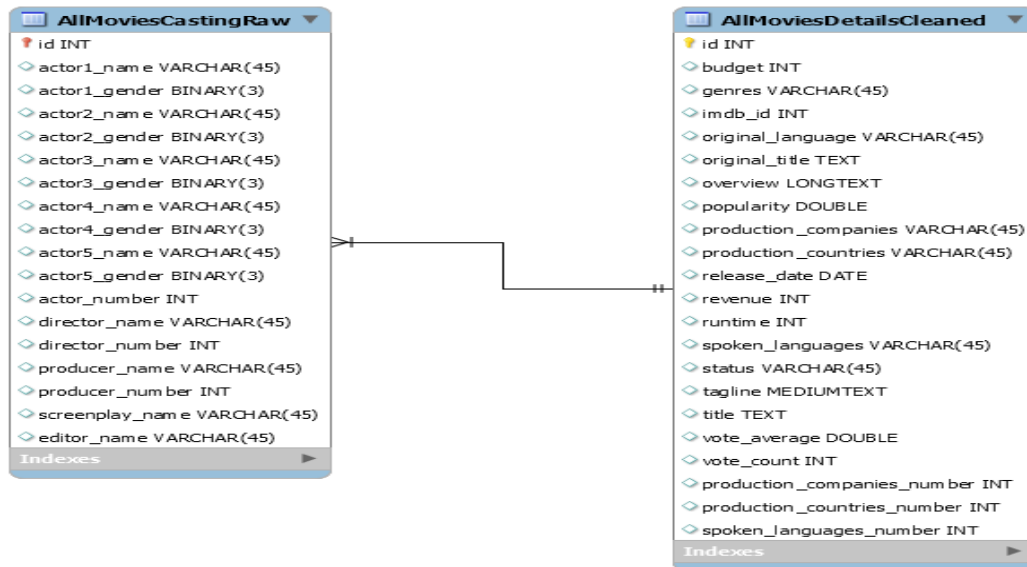 AllMoviesCastingRaw
id INT
actor1_name VARCHAR(45)
actor1_gender BINARY(3)
actor2_name VARCHAR(45)
actor2_gender BINARY(3)
actor3_name VARCHAR(45)
actor3_gender BINARY(3)
actor4_name VARCHAR(45)
actor4_gender BINARY(3)
actor5_name VARCHAR(45)
actor5_gender BINARY(3)
actor_number INT
director_name VARCHAR(45)
director_number INT
producer_name VARCHAR(45)
producer_number INT
screenplay_name VARCHAR(45)
editor_name VARCHAR(45)
Indexes
AllMoviesDetailsCleaned
id INT
budget INT
genres VARCHAR(45)
imdb_id INT
original_language VARCHAR(45)
original_title TEXT
overview LONGTEXT
popularity DOUBLE
production_companies VARCHAR(45)
production_countries VARCHAR(45)
release_date DATE
revenue INT
runtime INT
spoken_languages VARCHAR(45)
status VARCHAR(45)
tagline MEDIUMTEXT
title TEXT
vote_average DOUBLE
vote_count INT
production_companies_number INT
production_countries_number INT
spoken_languages_number INT
Indexes